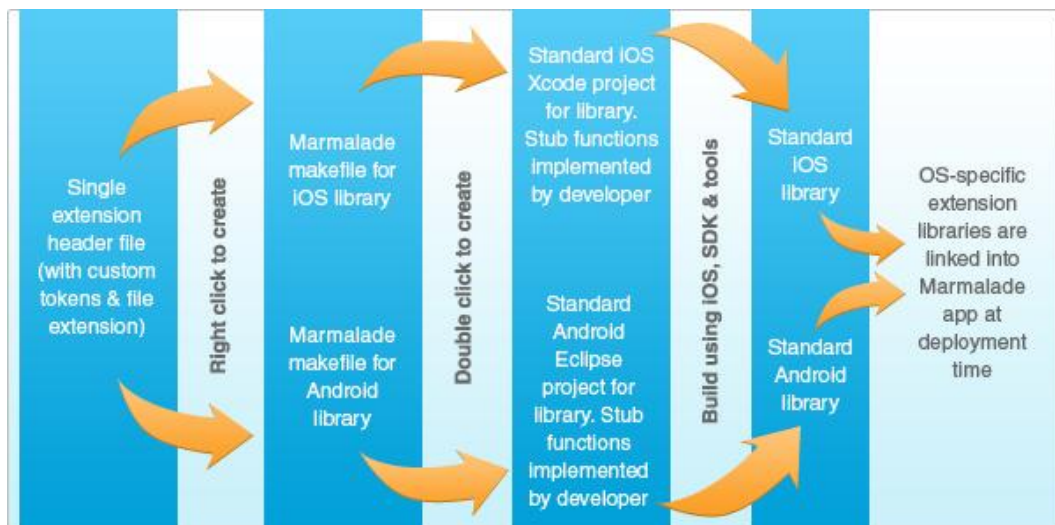 Single
extension
header file
(with custom
tokens & file
extension)
Right click to create
Marmalade
makefile for
iOS library
Marmalade
makefile for
Android
library
Double click to create
Standard iOS
Xcode project
for library.
Stub functions
implemented
by developer
Standard
Android
Eclipse
project for
library. Stub
functions
implemented
by developer
Build using iOS, SDK & tools
Standard
iOS
library
Standard
Android
library
OS-specific
extension
libraries are
linked into
Marmalade
app at
deployment
time